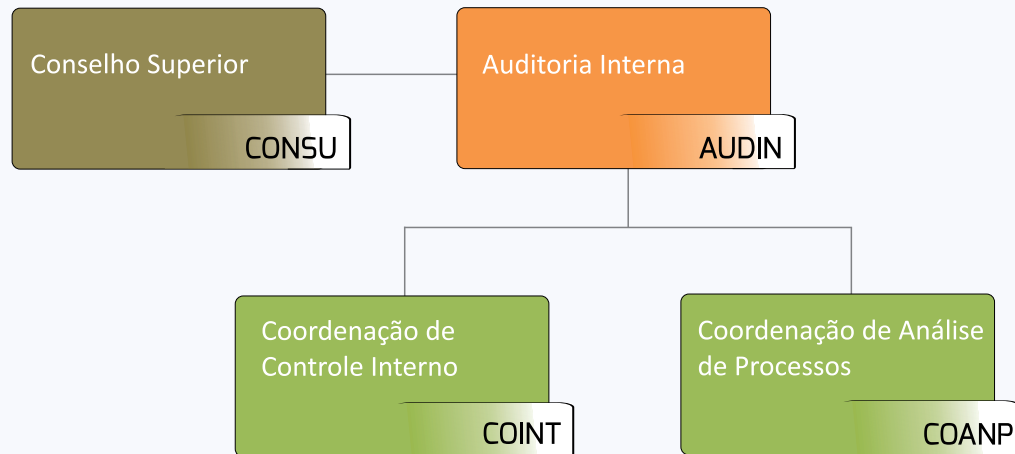 Conselho Superior
CONSU
Auditoria Interna
AUDIN
Coordenação de
Controle Interno
COINT
Coordenação de Análise
de Processos
COANP